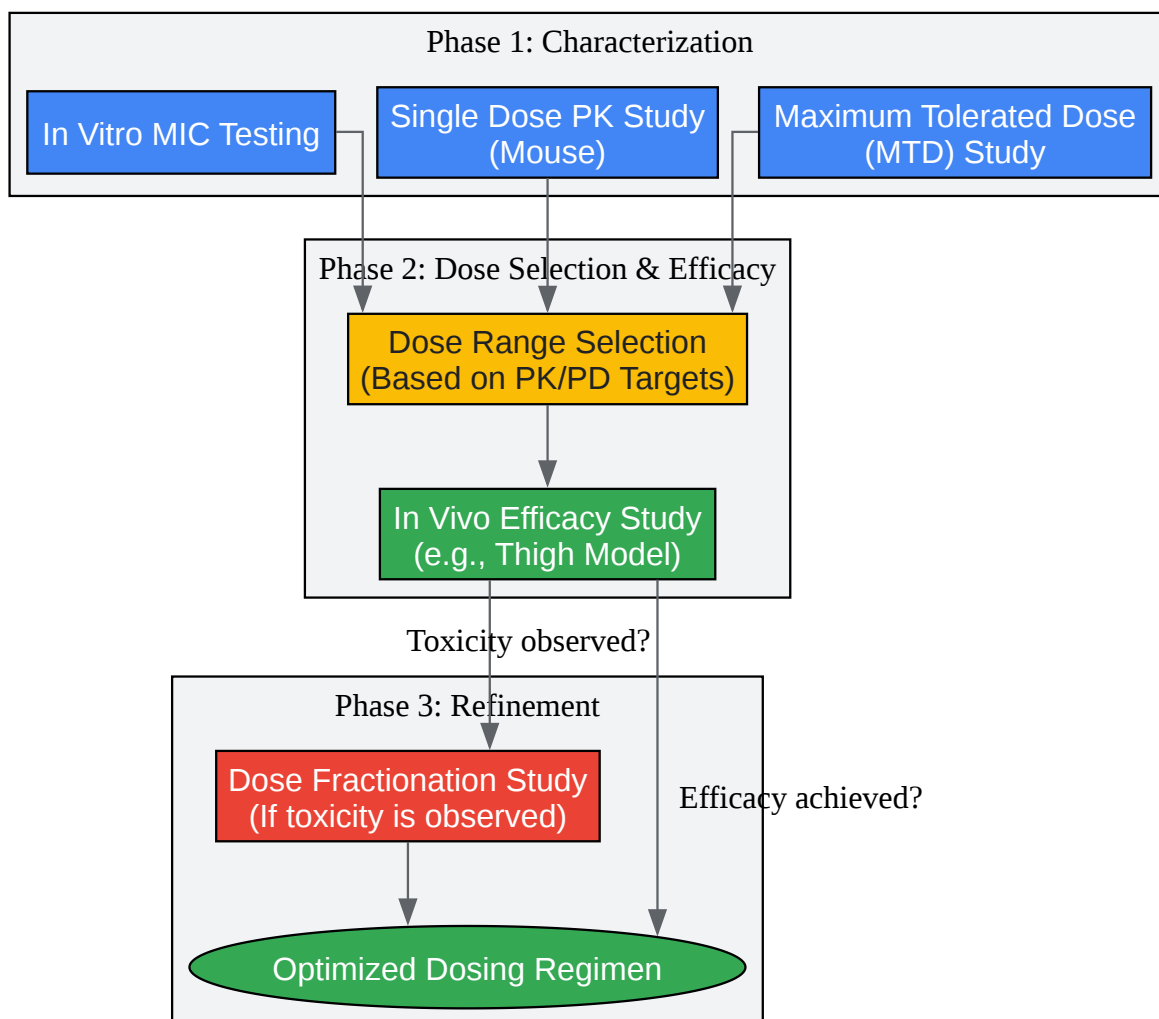 Phase 1: Characterization
In Vitro MIC Testing
Single Dose PK Study
(Mouse)
Maximum Tolerated Dose
(MTD) Study
Phase 2: Dose Selection & Efficacy
Dose Range Selection
(Based on PK/PD Targets)
In Vivo Efficacy Study
(e.g., Thigh Model)
Toxicity observed?
Phase 3: Refinement
Dose Fractionation Study
(If toxicity is observed)
Efficacy achieved?
Optimized Dosing Regimen